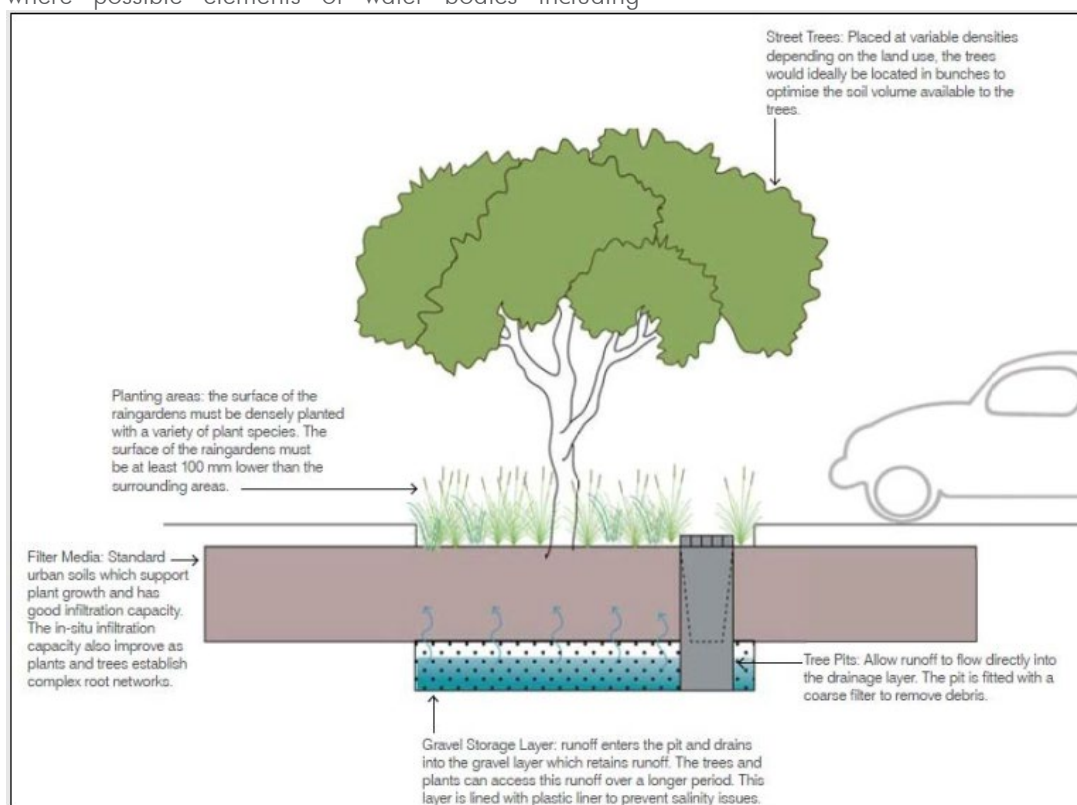 where possible elements of water bodies including
Street Trees: Placed at variable densities
depending on the land use, the trees
would ideally be located in bunches to
optimise the soil volume available to the
trees.
Planting areas: the surface of the
raingardens must be densely planted
with a variety of plant species. The
surface of the raingardens must
be at least 100 mm lower than the
surrounding areas.
Filter Media: Standard
urban soils which support
plant growth and has
good infiltration capacity.
The in-situ infiltration
capacity also improve as
plants and trees establish
complex root networks.
Tree Pits: Allow runoff to flow directly into
the drainage layer. The pit is fitted with a
coarse filter to remove debris.
Gravel Storage Layer: runoff enters the pit and drains
into the gravel layer which retains runoff. The trees and
plants can access this runoff over a longer period. This
layer is lined with plastic liner to prevent salinity issues.